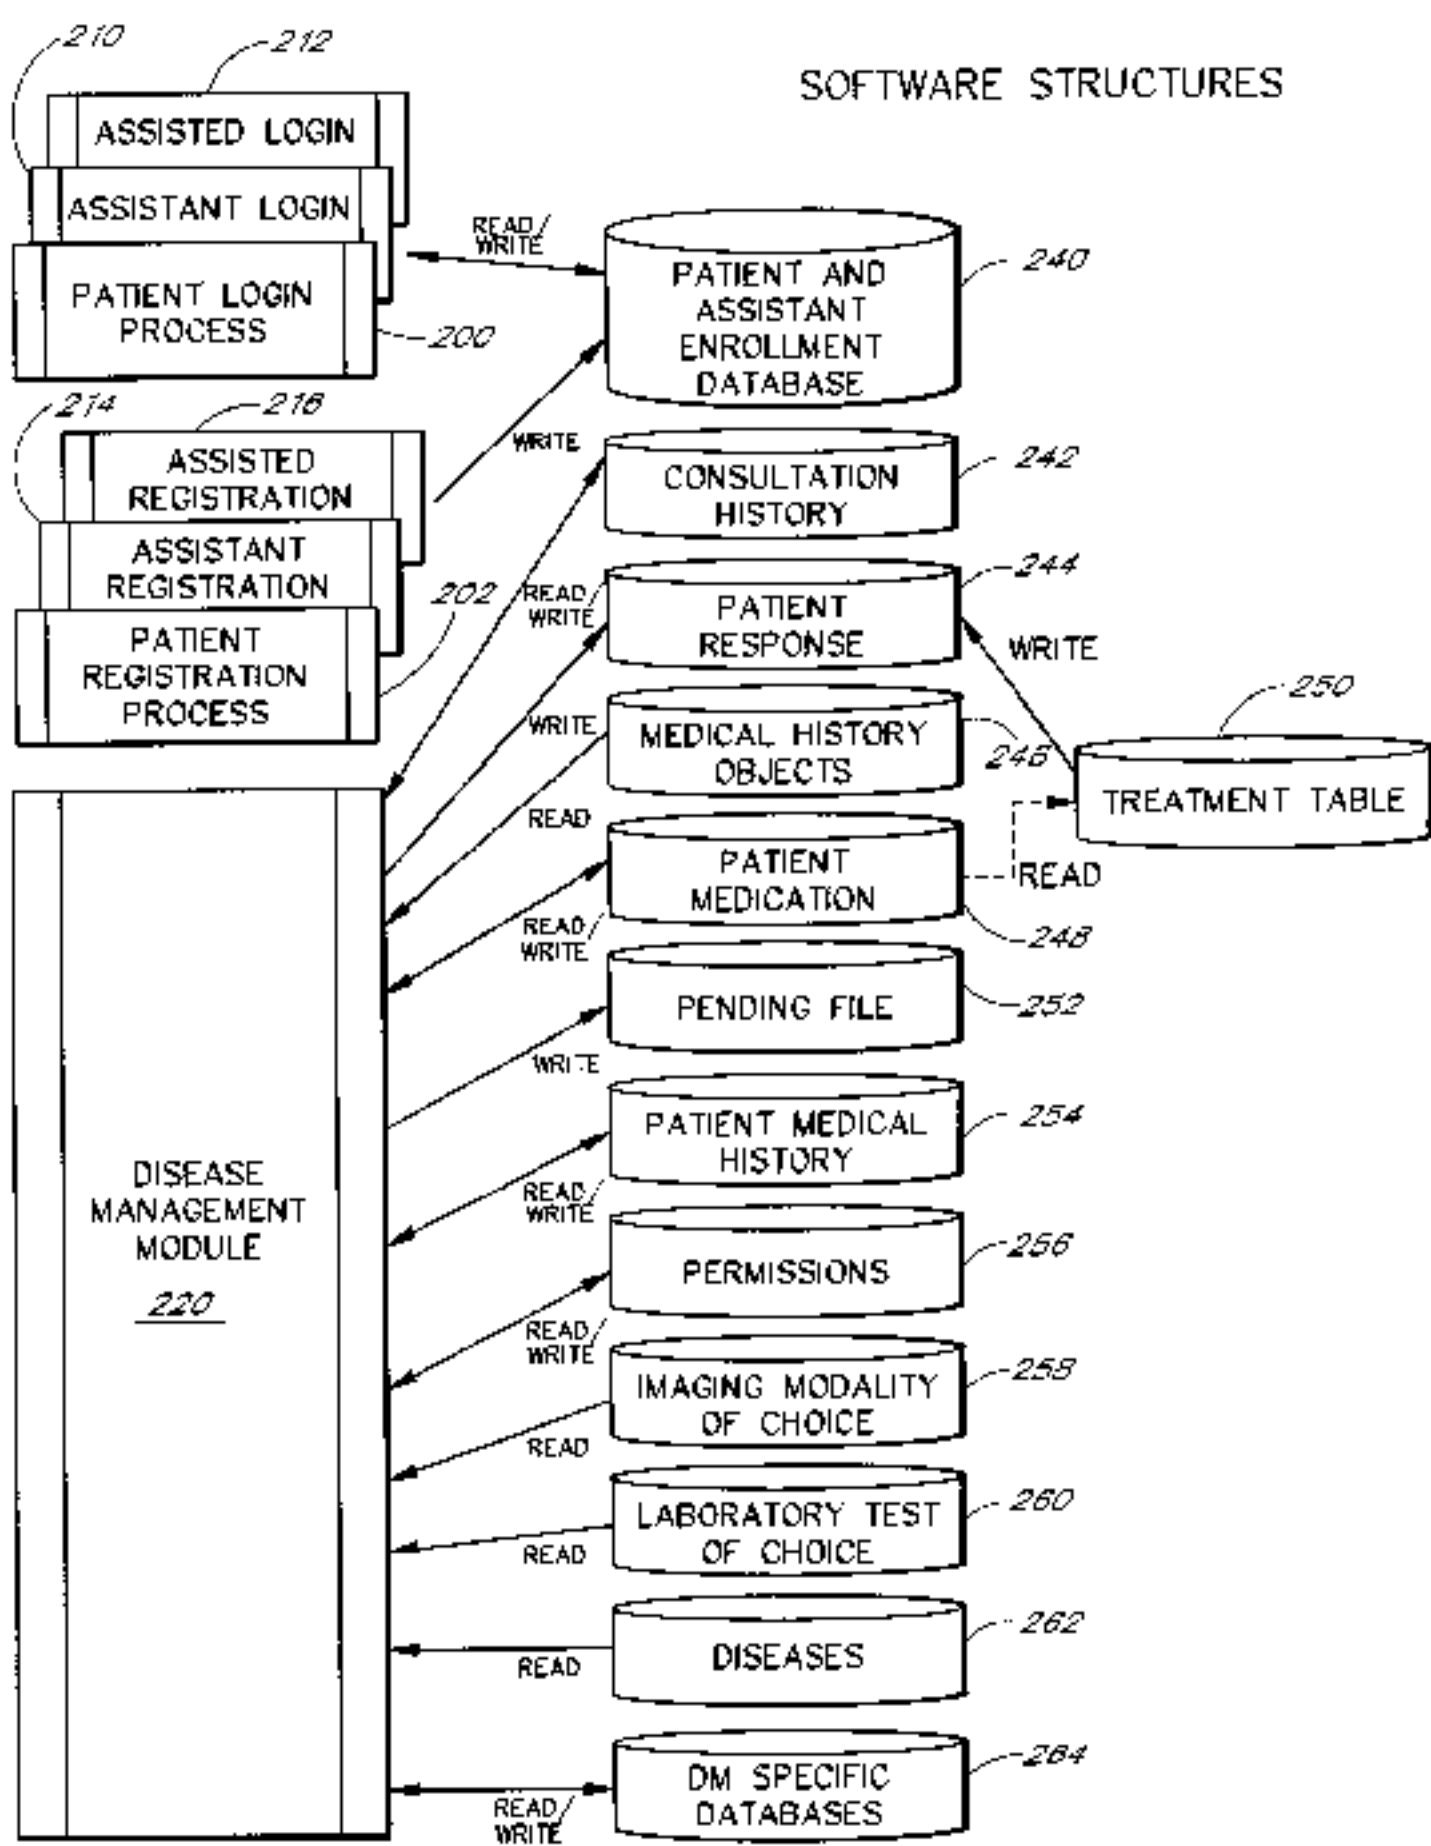 210
212
SOFTWARE STRUCTURES
ASSISTED LOGIN
ASSISTANT LOGIN
PATIENT LOGIN
PROCESS
200
READ/
WRITE
PATIENT AND
ASSISTANT
ENROLLMENT
DATABASE
240
214
216
ASSISTED
REGISTRATION
ASSISTANT
REGISTRATION
PATIENT
REGISTRATION
PROCESS
202
WRITE
CONSULTATION
HISTORY
242
READ/
WRITE
PATIENT
RESPONSE
244
WRITE
250
TREATMENT TABLE
WRITE
MEDICAL HISTORY
OBJECTS
246
READ
PATIENT
MEDICATION
READ
248
READ/
WRITE
PENDING FILE
252
WRITE
PATIENT MEDICAL
HISTORY
254
READ/
WRITE
DISEASE
MANAGEMENT
MODULE
220
PERMISSIONS
256
READ/
WRITE
IMAGING MODALITY
OF CHOICE
258
READ
LABORATORY TEST
OF CHOICE
260
READ
DISEASES
262
READ
DM SPECIFIC
DATABASES
264
READ/
WRITE